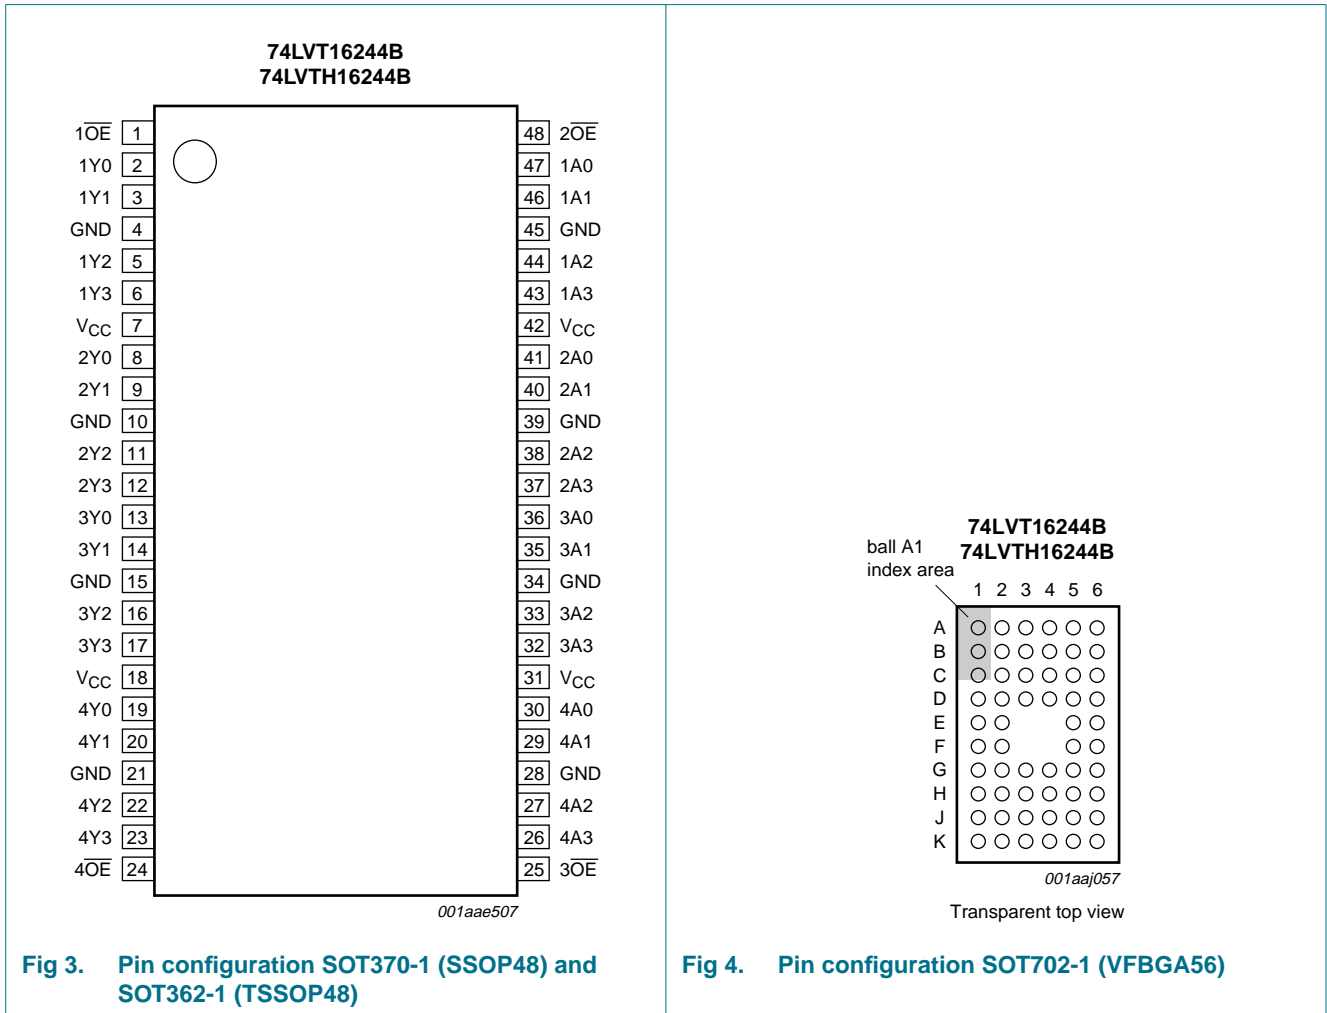 74LVT16244B
74LVTH16244B
1O̅E̅ 1 48 2O̅E̅
1Y0 2 47 1A0
1Y1 3 46 1A1
GND 4 45 GND
1Y2 5 44 1A2
1Y3 6 43 1A3
VCC 7 42 VCC
2Y0 8 41 2A0
2Y1 9 40 2A1
GND 10 39 GND
2Y2 11 38 2A2
2Y3 12 37 2A3
3Y0 13 36 3A0
3Y1 14 35 3A1
GND 15 34 GND
3Y2 16 33 3A2
3Y3 17 32 3A3
VCC 18 31 VCC
4Y0 19 30 4A0
4Y1 20 29 4A1
GND 21 28 GND
4Y2 22 27 4A2
4Y3 23 26 4A3
4O̅E̅ 24 25 3O̅E̅
001aae507
Fig 3. Pin configuration SOT370-1 (SSOP48) and
SOT362-1 (TSSOP48)
74LVT16244B
74LVTH16244B
ball A1
index area
1 2 3 4 5 6
A
B
C
D
E
F
G
H
J
K
001aaj057
Transparent top view
Fig 4. Pin configuration SOT702-1 (VFBGA56)